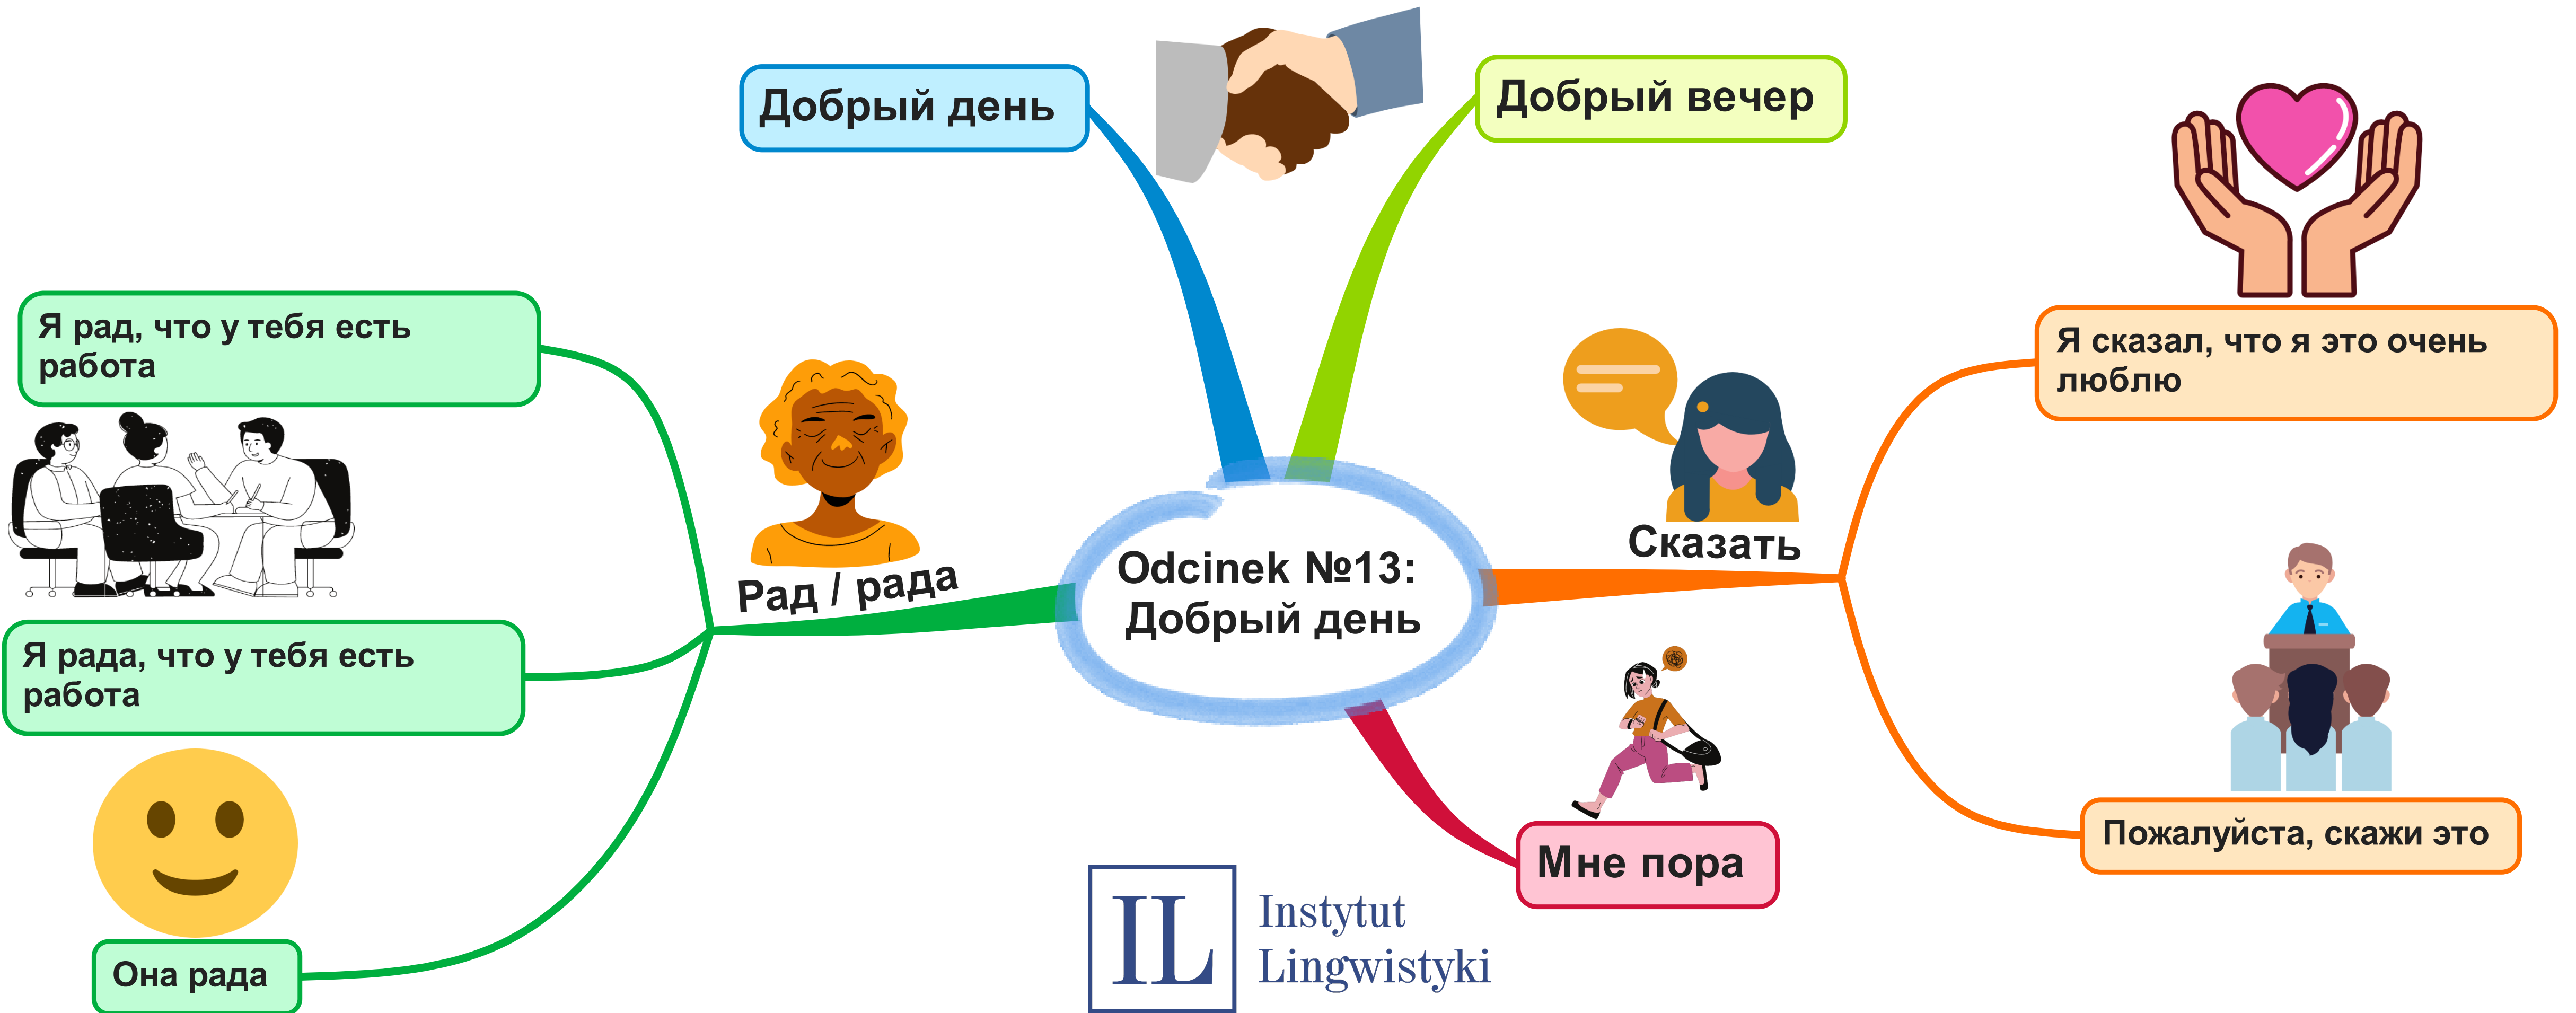 Добрый день
Добрый вечер
Я рад, что у тебя есть
работа
Я рада, что у тебя есть
работа
Она рада
Рад / рада
Odcinek №13:
Добрый день
Сказать
Я сказал, что я это очень
люблю
Пожалуйста, скажи это
Мне пора
IL
Instytut
Lingwistyki